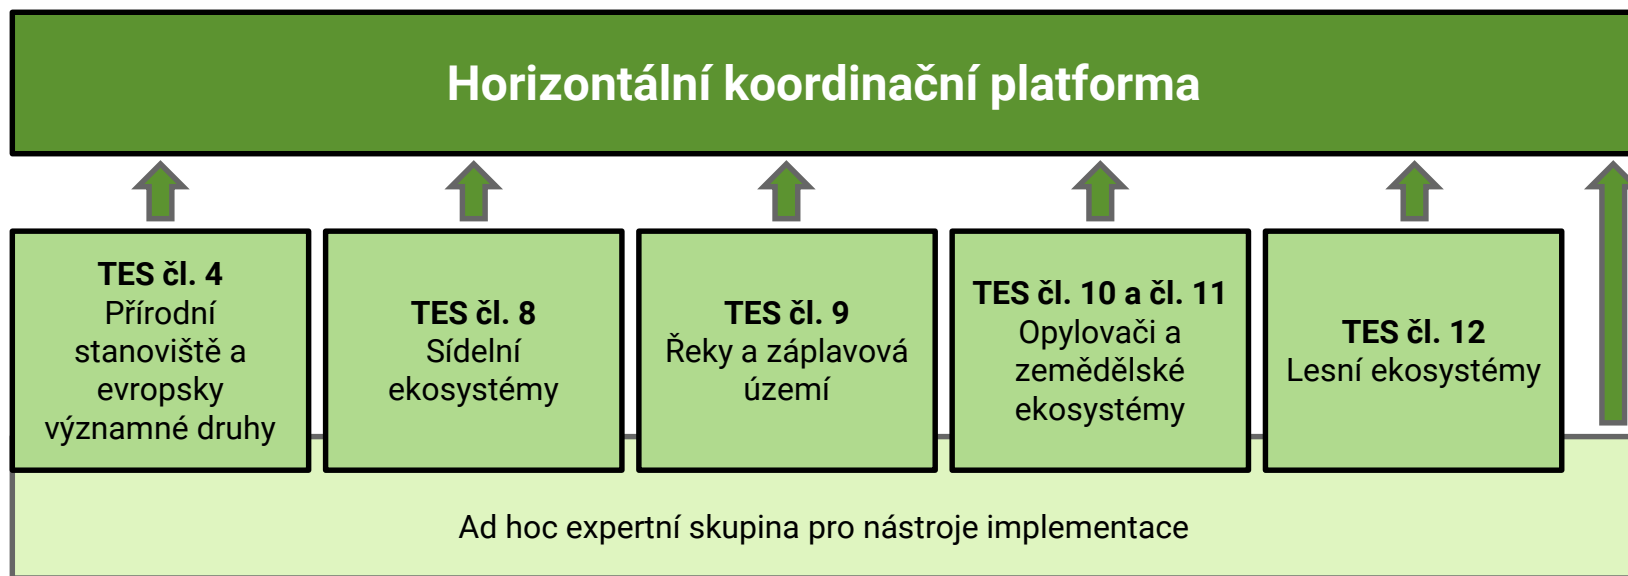 Horizontální koordinační platforma
TES čl. 4
Přírodní
stanoviště a
evropsky
významné druhy
TES čl. 8
Sídelní
ekosystémy
TES čl. 9
Řeky a záplavová
území
TES čl. 10 a čl. 11
Opylovači a
zemědělské
ekosystémy
TES čl. 12
Lesní ekosystémy
Ad hoc expertní skupina pro nástroje implementace